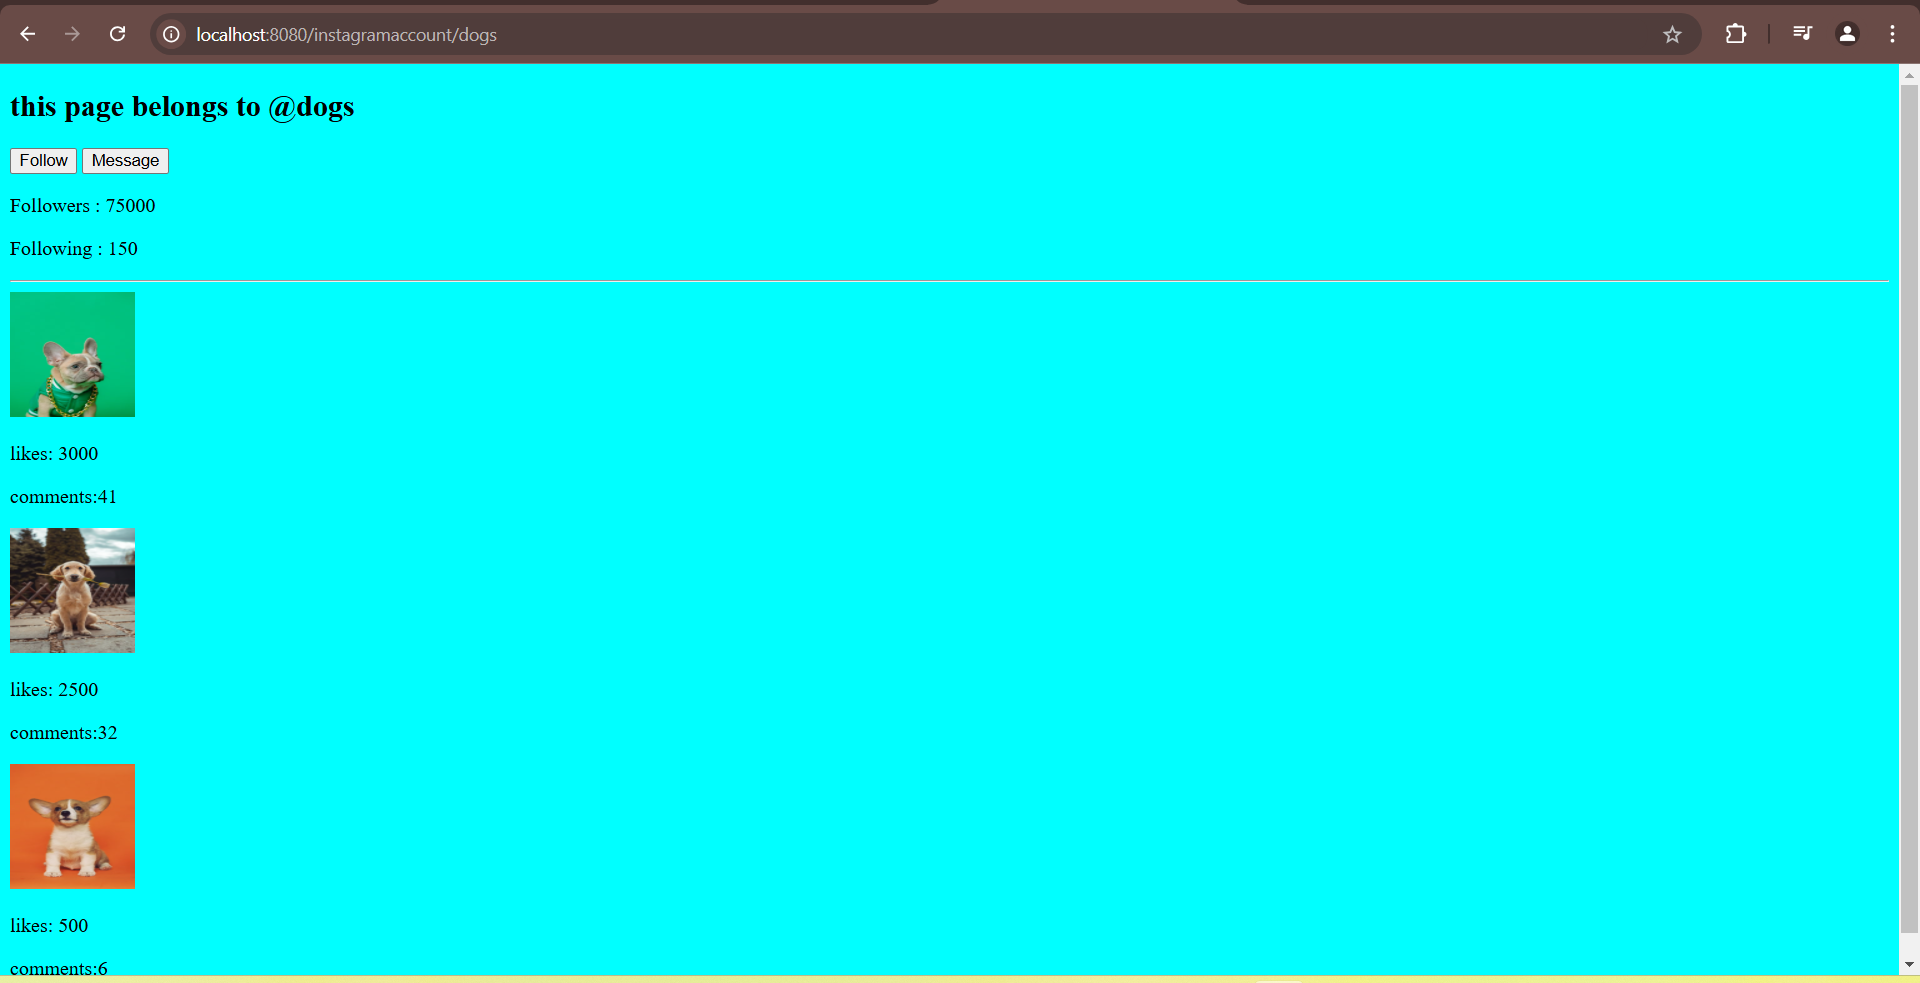 localhost:8080/instagramaccount/dogs
this page belongs to @dogs
Follow Message
Followers : 75000
Following : 150
likes: 3000
comments:41
likes: 2500
comments:32
likes: 500
comments:6